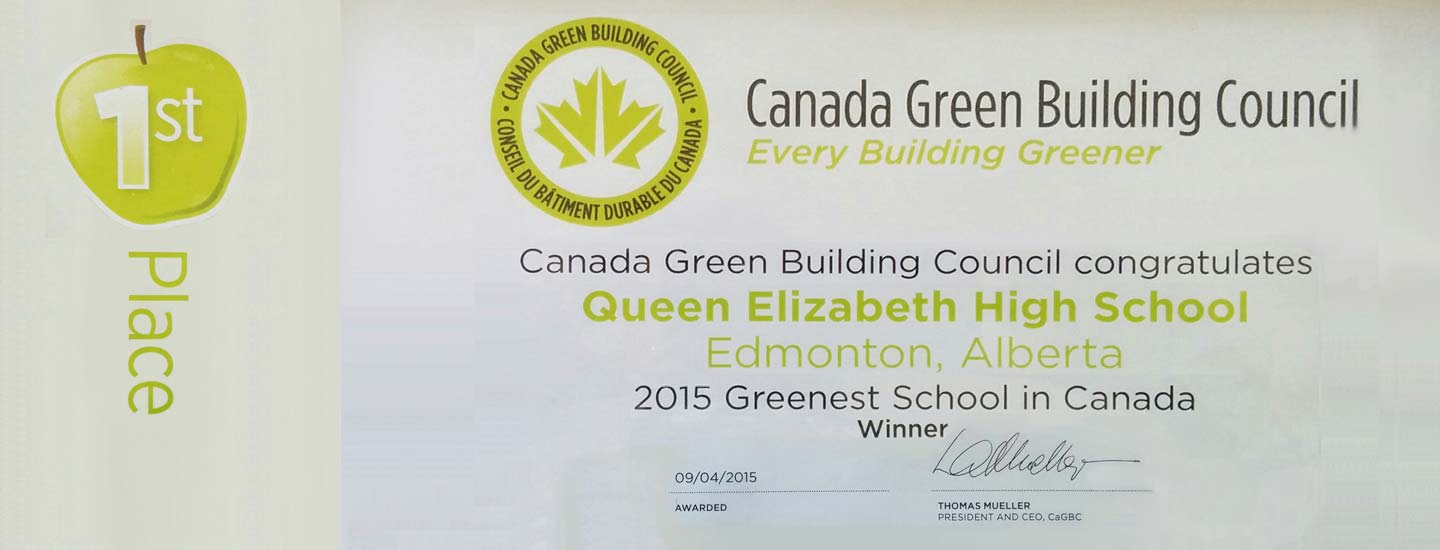 1st
Place
CANADA GREEN BUILDING COUNCIL
CONSEIL DU BÂTIMENT DURABLE DU CANADA
Canada Green Building Council
Every Building Greener
Canada Green Building Council congratulates
Queen Elizabeth High School
Edmonton, Alberta
2015 Greenest School in Canada
Winner
09/04/2015
AWARDED
THOMAS MUELLER
PRESIDENT AND CEO, CaGBC